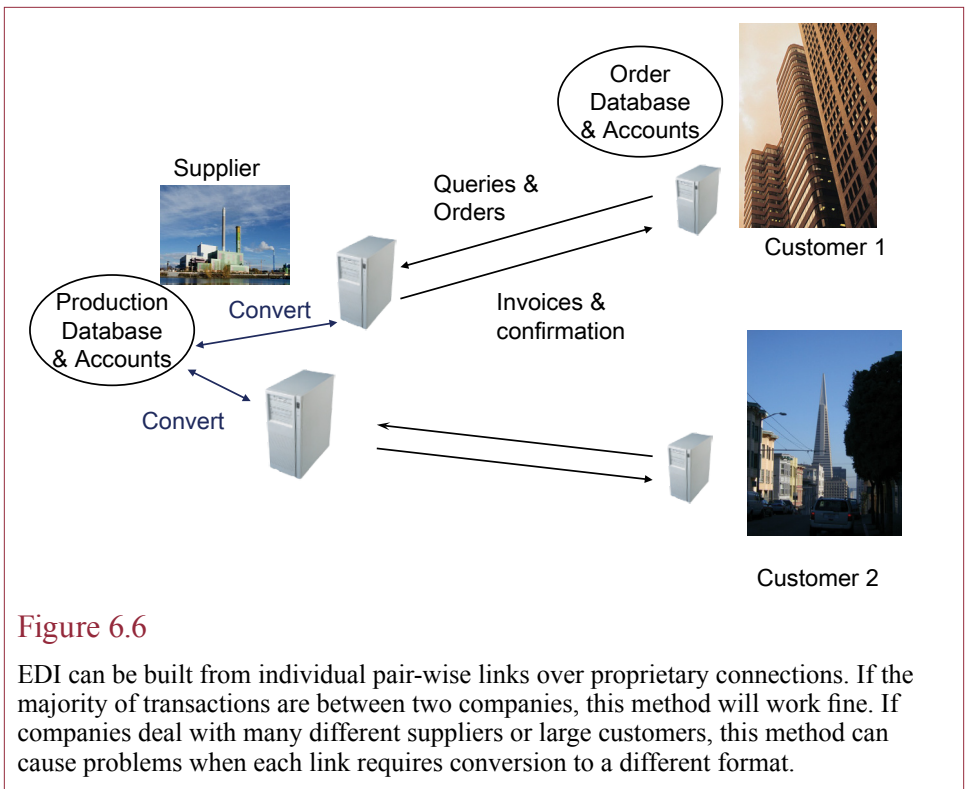 Order
Database
& Accounts
Supplier
Queries &
Orders
Customer 1
Production
Database
& Accounts
Convert
Invoices &
confirmation
Convert
Customer 2
Figure 6.6
EDI can be built from individual pair-wise links over proprietary connections. If the
majority of transactions are between two companies, this method will work fine. If
companies deal with many different suppliers or large customers, this method can
cause problems when each link requires conversion to a different format.